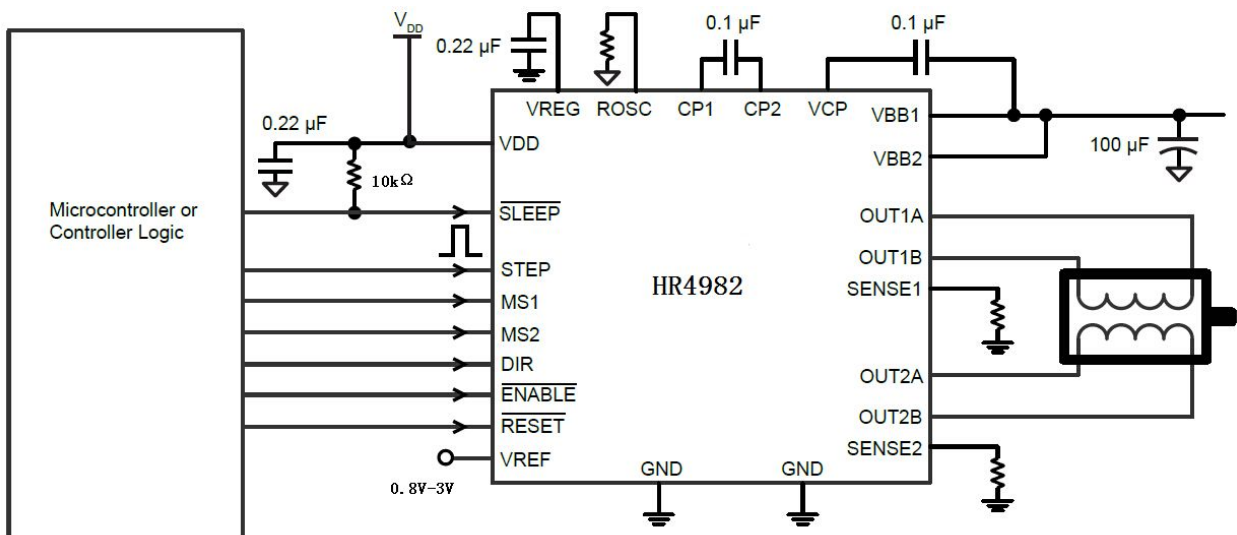 V_DD
0.22 µF
0.1 µF
0.1 µF
VREG
ROSC
CP1
CP2
VCP
VBB1
0.22 µF
VDD
VBB2
100 µF
10kΩ
Microcontroller or
Controller Logic
SLEEP
OUT1A
STEP
OUT1B
MS1
HR4982
SENSE1
MS2
DIR
ENABLE
OUT2A
RESET
OUT2B
VREF
SENSE2
0.8V-3V
GND
GND